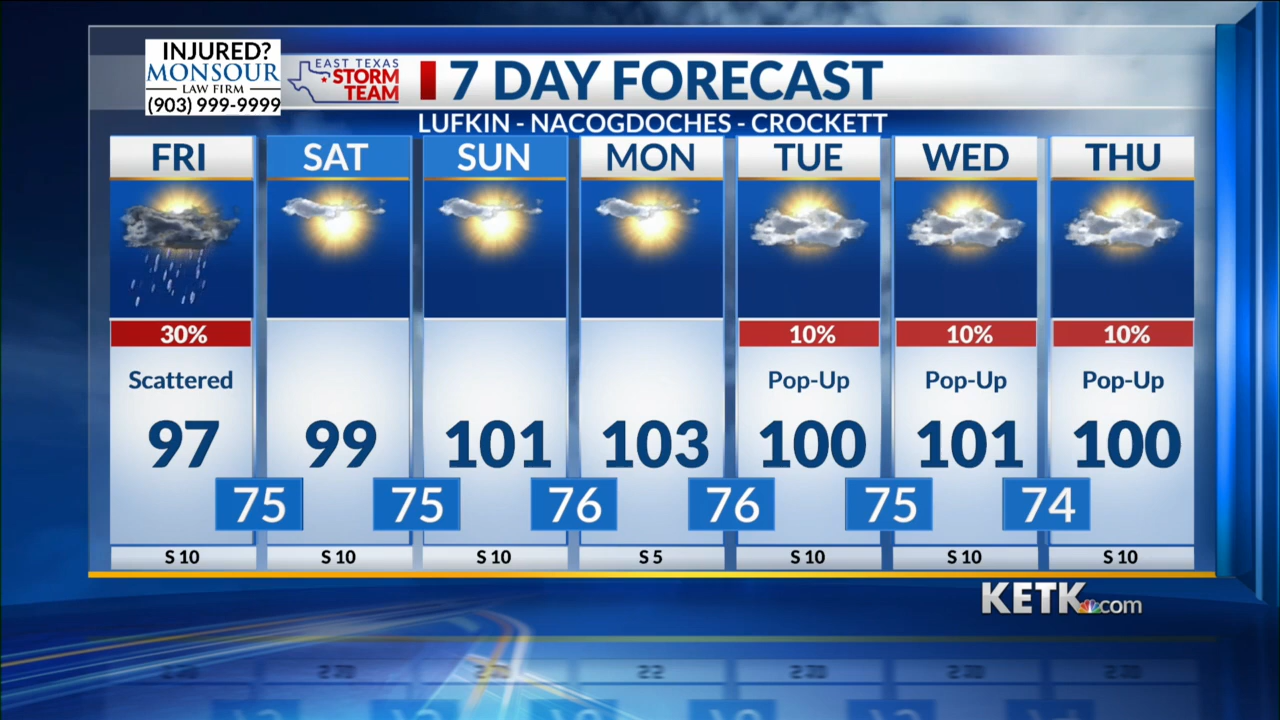 INJURED?
MONSOUR
LAW FIRM
(903) 999-9999
EAST TEXAS
STORM
TEAM
7 DAY FORECAST
LUFKIN - NACOGDOCHES - CROCKETT
FRI SAT SUN MON TUE WED THU
30% 10% 10% 10%
Scattered Pop-Up Pop-Up Pop-Up
97 99 101 103 100 101 100
75 75 76 76 75 74
S 10 S 10 S 10 S 5 S 10 S 10 S 10
KETK.com